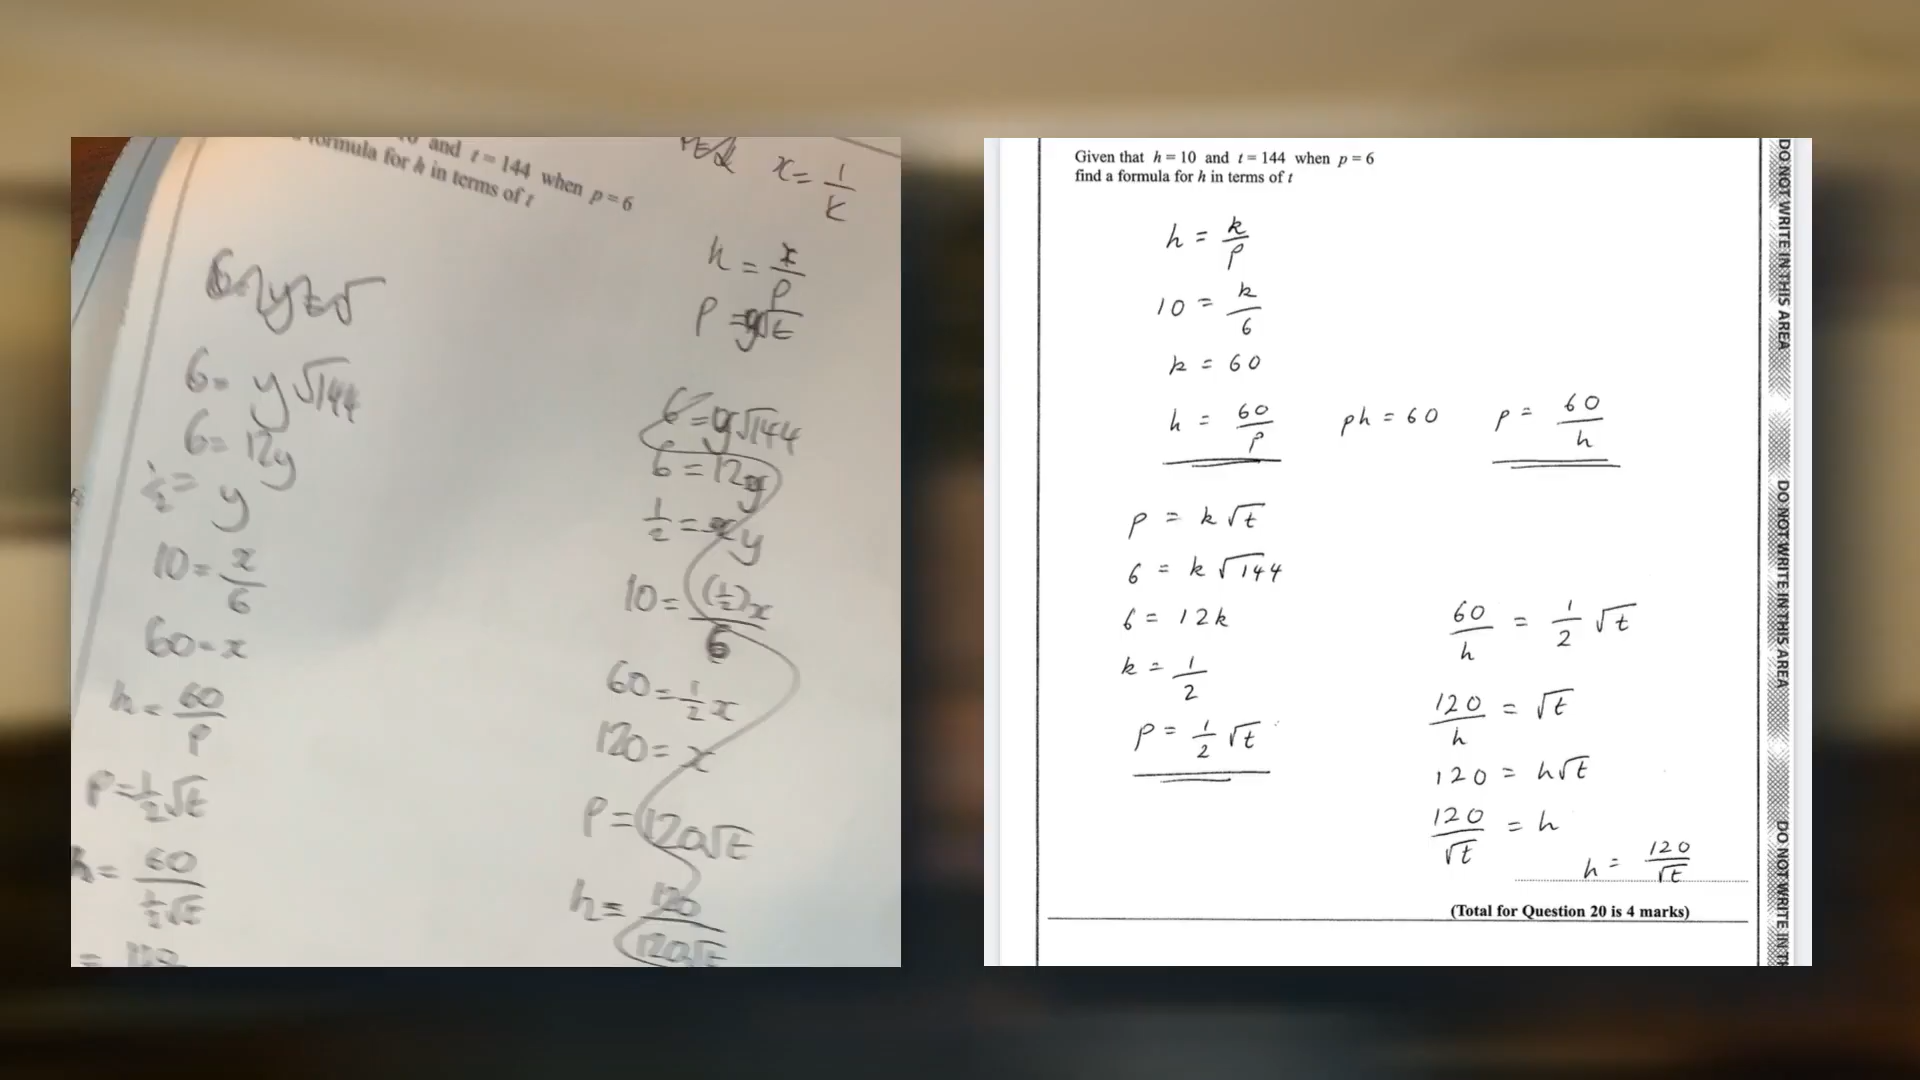 and t = 144 when p = 6
formula for h in terms of t
x = 1/k
h = x/p
p = y√t
6 = y√144
6 = 12y
1/2 = y
10 = x/6
60 = x
h = 60/p
p = 1/2 √t
h = 60/(1/2 √t)
=
6 = y√144
6 = 12y
1/2 = y
10 = (1/2)x/6
60 = 1/2 x
120 = x
p = 120√t
h = 120/120√t
Given that h = 10 and t = 144 when p = 6
find a formula for h in terms of t
h = k/p
10 = k/6
k = 60
h = 60/p ph = 60 p = 60/h
p = k√t
6 = k√144
6 = 12k
k = 1/2
p = 1/2 √t
60/h = 1/2 √t
120/h = √t
120 = h√t
120/√t = h
h = 120/√t
(Total for Question 20 is 4 marks)
DO NOT WRITE IN THIS AREA
DO NOT WRITE IN THIS AREA
DO NOT WRITE IN TH